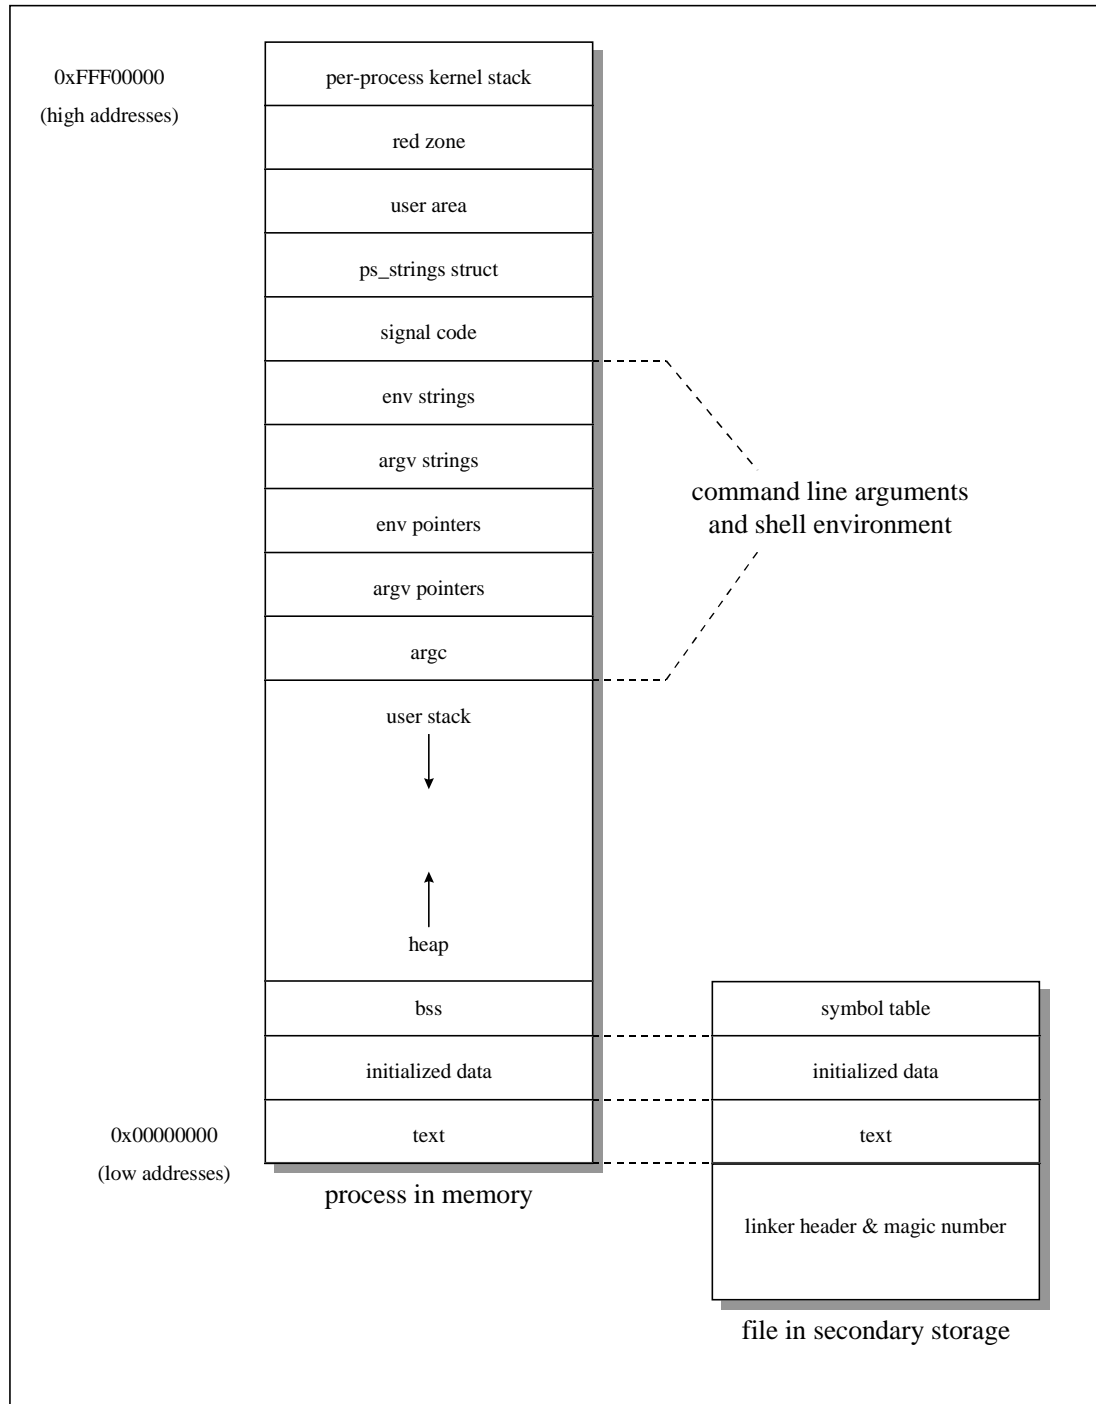 0xFFF00000
(high addresses)
per-process kernel stack
red zone
user area
ps_strings struct
signal code
env strings
argv strings
env pointers
argv pointers
argc
command line arguments
and shell environment
user stack
heap
bss
initialized data
text
0x00000000
(low addresses)
process in memory
symbol table
initialized data
text
linker header & magic number
file in secondary storage